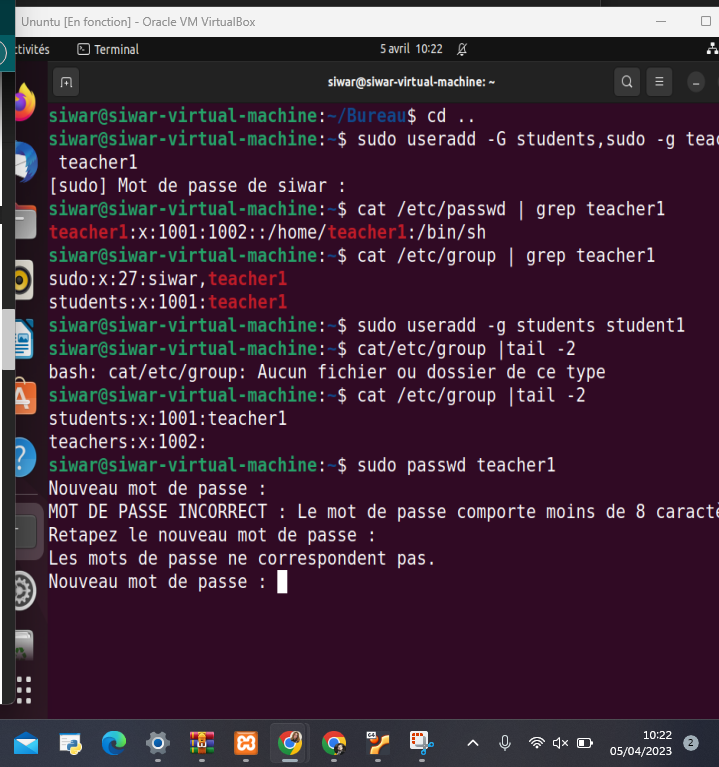 Ununtu [En fonction] - Oracle VM VirtualBox
ctivités Terminal 5 avril 10:22
siwar@siwar-virtual-machine: ~
siwar@siwar-virtual-machine:~/Bureau$ cd ..
siwar@siwar-virtual-machine:~$ sudo useradd -G students,sudo -g teac
teacher1
[sudo] Mot de passe de siwar :
siwar@siwar-virtual-machine:~$ cat /etc/passwd | grep teacher1
teacher1:x:1001:1002::/home/teacher1:/bin/sh
siwar@siwar-virtual-machine:~$ cat /etc/group | grep teacher1
sudo:x:27:siwar,teacher1
students:x:1001:teacher1
siwar@siwar-virtual-machine:~$ sudo useradd -g students student1
siwar@siwar-virtual-machine:~$ cat/etc/group |tail -2
bash: cat/etc/group: Aucun fichier ou dossier de ce type
siwar@siwar-virtual-machine:~$ cat /etc/group |tail -2
students:x:1001:teacher1
teachers:x:1002:
siwar@siwar-virtual-machine:~$ sudo passwd teacher1
Nouveau mot de passe :
MOT DE PASSE INCORRECT : Le mot de passe comporte moins de 8 caractè
Retapez le nouveau mot de passe :
Les mots de passe ne correspondent pas.
Nouveau mot de passe :
10:22
05/04/2023
2